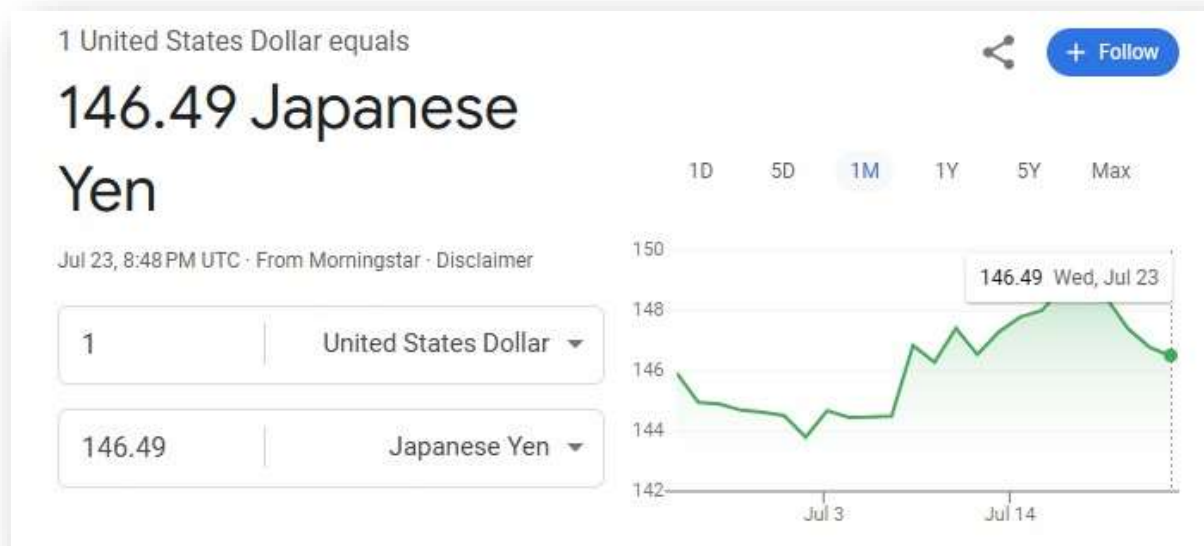 1 United States Dollar equals
146.49 Japanese
Yen
Jul 23, 8:48 PM UTC · From Morningstar · Disclaimer
1 United States Dollar
146.49 Japanese Yen
+ Follow
1D 5D 1M 1Y 5Y Max
150
146.49 Wed, Jul 23
148
146
144
142
Jul 3 Jul 14